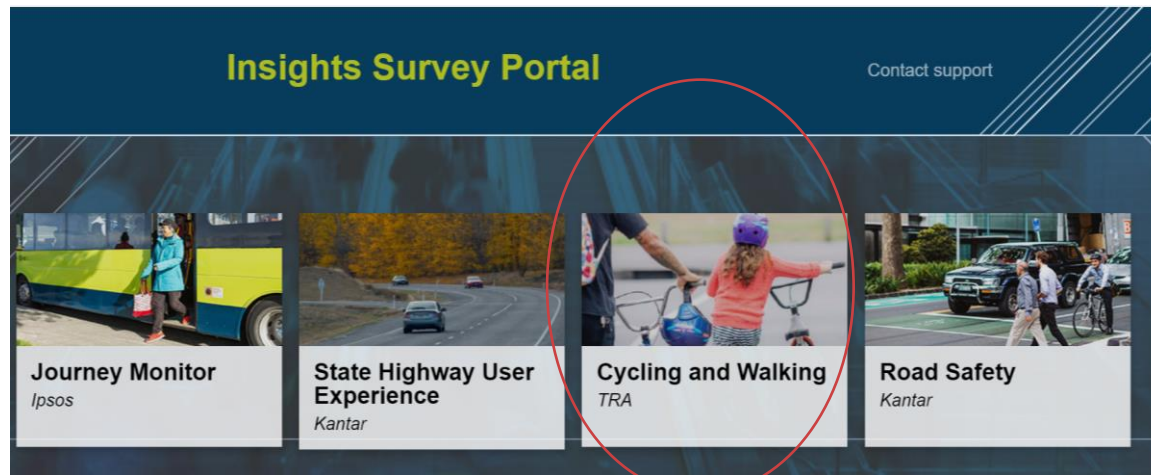 Insights Survey Portal
Contact support
Journey Monitor
Ipsos
State Highway User
Experience
Kantar
Cycling and Walking
TRA
Road Safety
Kantar